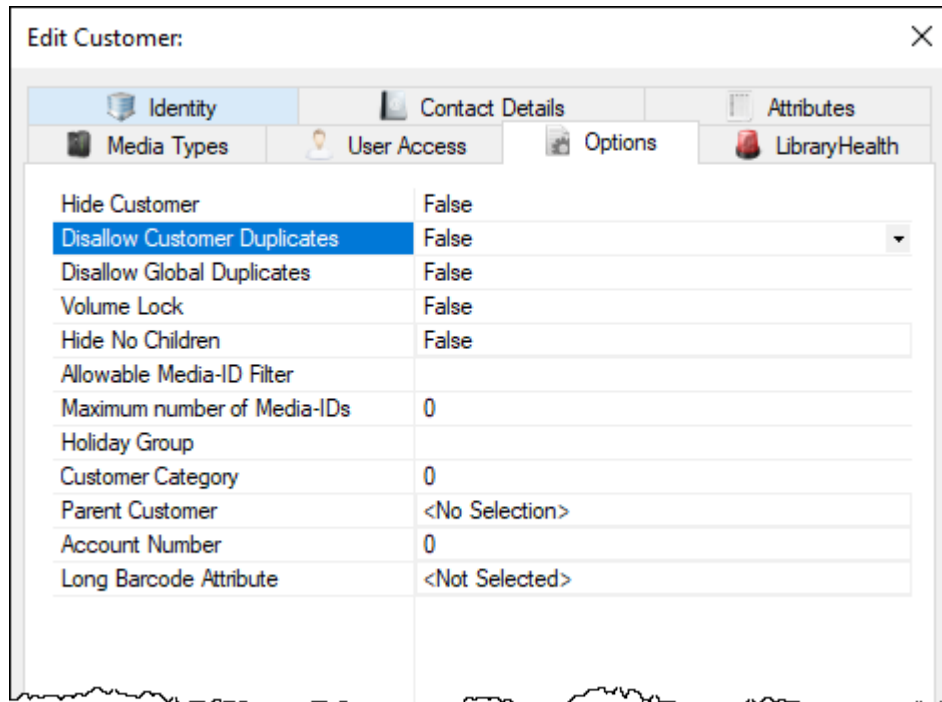 Edit Customer:
Identity Contact Details Attributes
Media Types User Access Options LibraryHealth
Hide Customer False
Disallow Customer Duplicates False
Disallow Global Duplicates False
Volume Lock False
Hide No Children False
Allowable Media-ID Filter
Maximum number of Media-IDs 0
Holiday Group
Customer Category 0
Parent Customer <No Selection>
Account Number 0
Long Barcode Attribute <Not Selected>